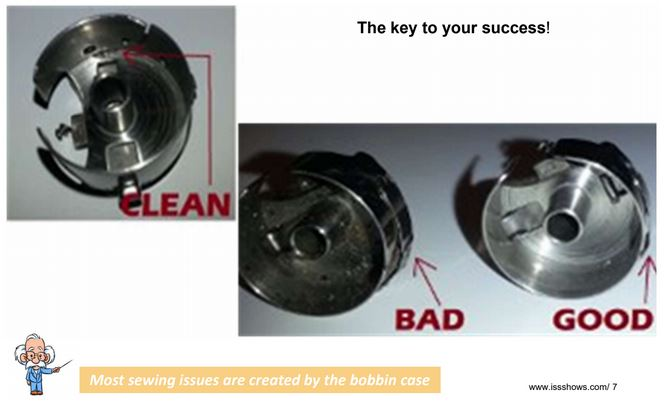 The key to your success!
CLEAN
BAD
GOOD
Most sewing issues are created by the bobbin case
www.issshows.com/ 7